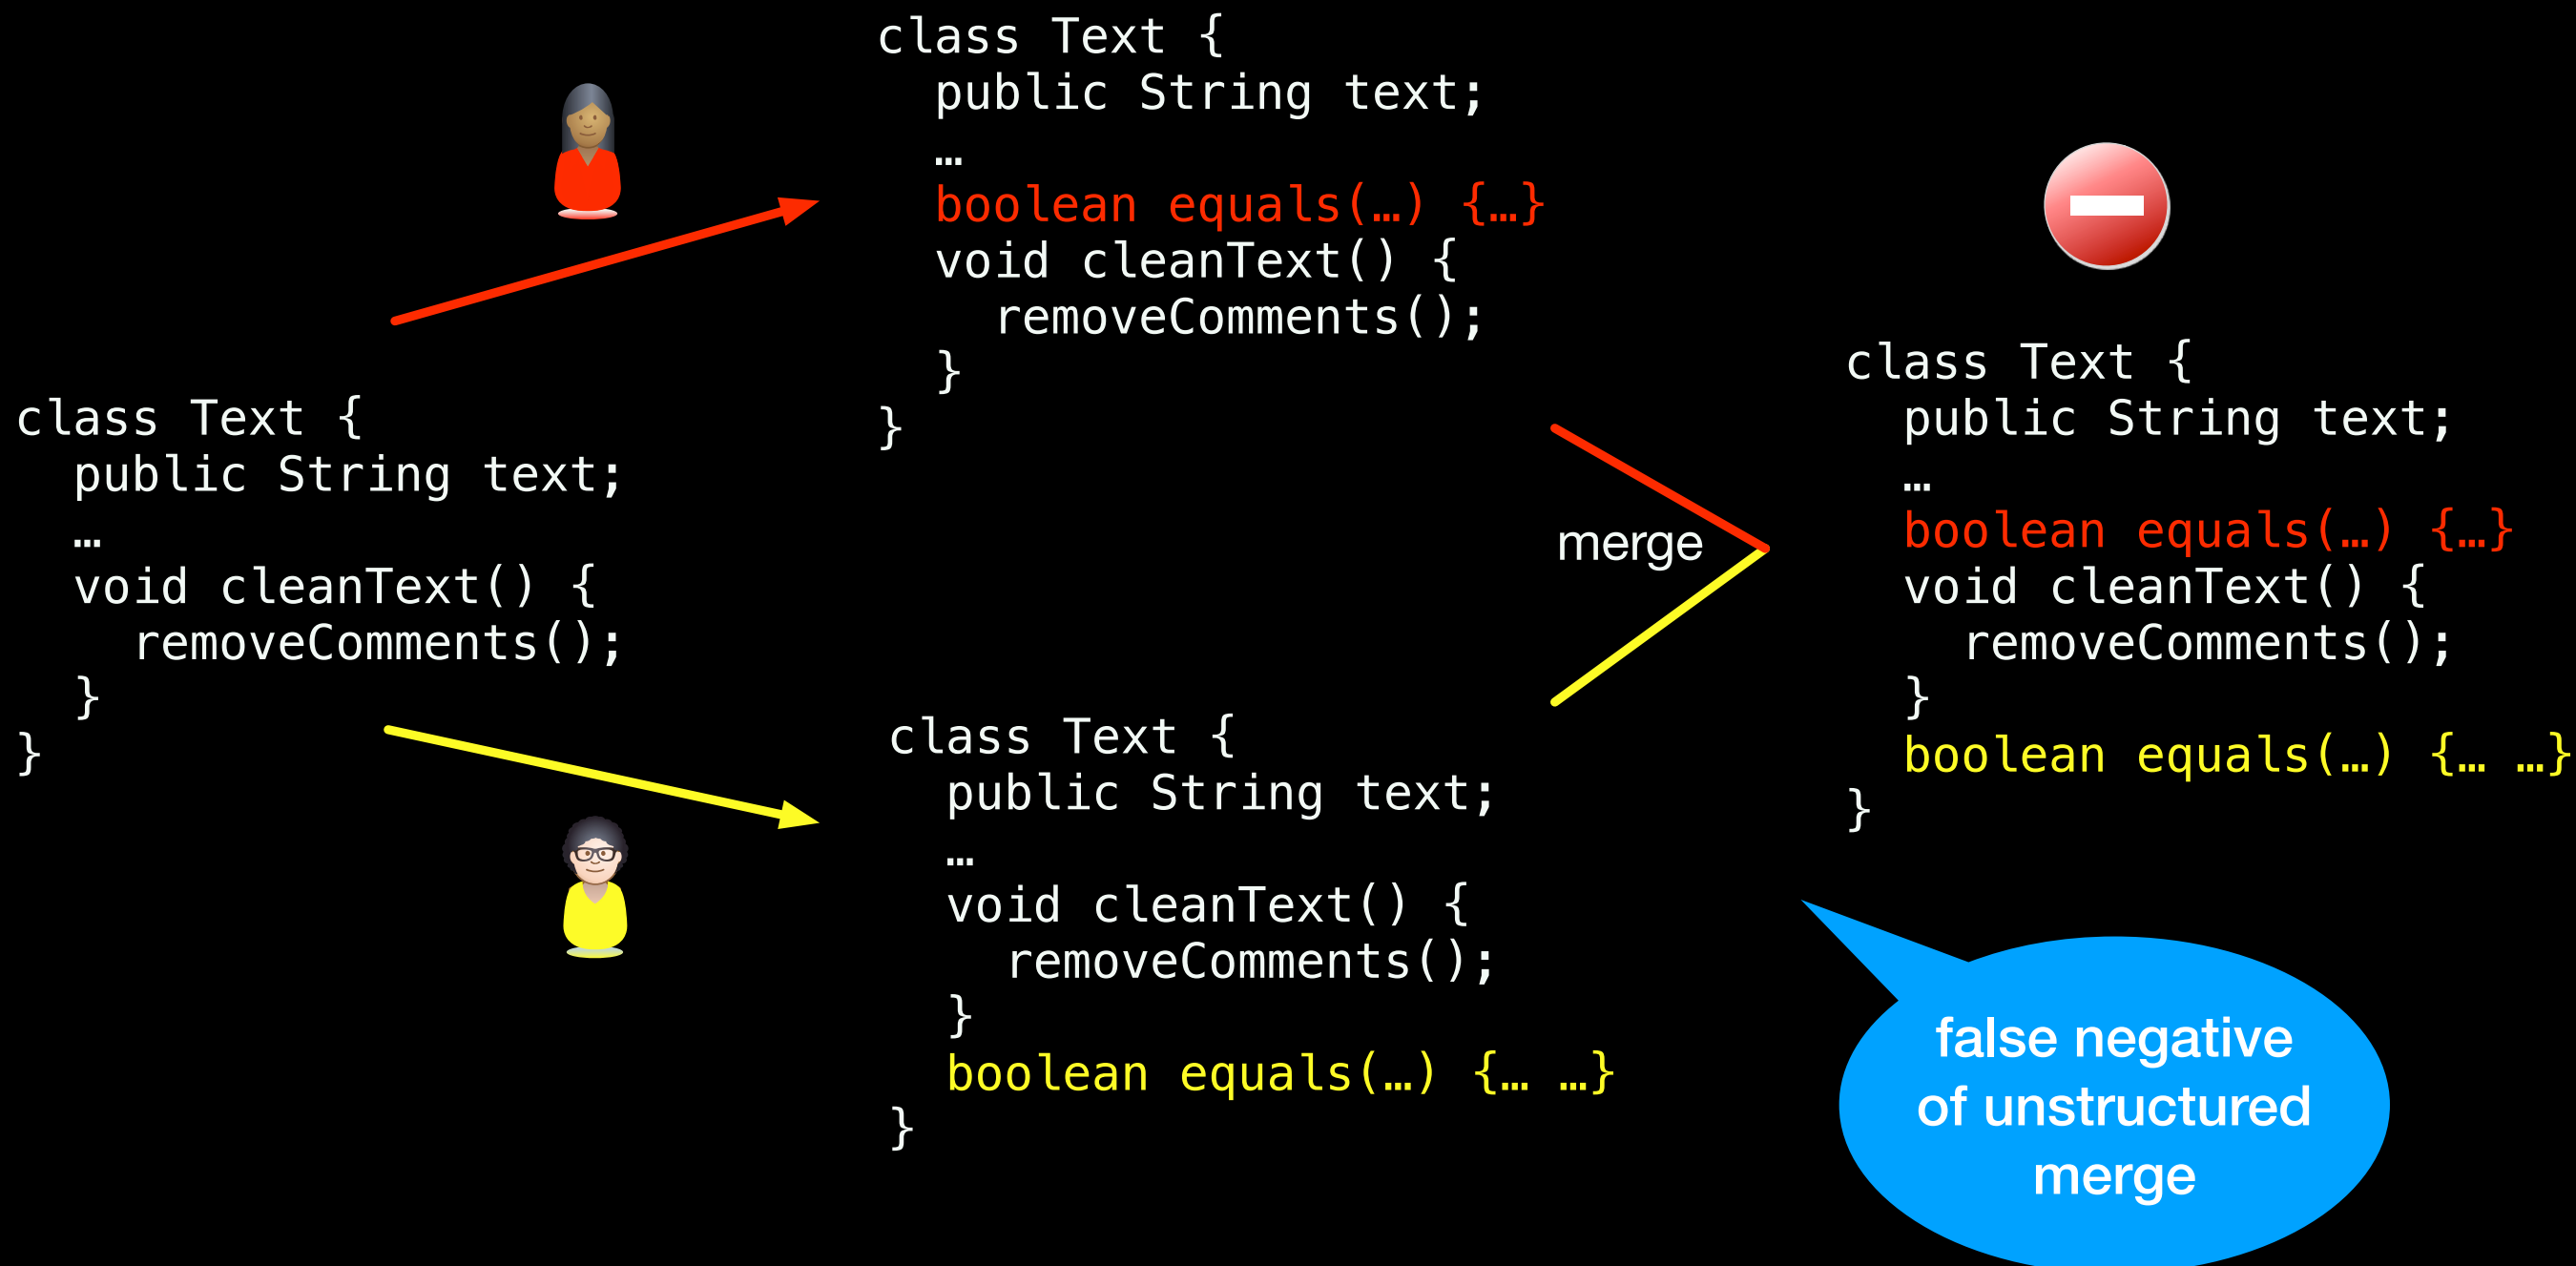 class Text {
  public String text;
  …
  void cleanText() {
    removeComments();
  }
}
class Text {
  public String text;
  …
  boolean equals(…) {…}
  void cleanText() {
    removeComments();
  }
}
class Text {
  public String text;
  …
  void cleanText() {
    removeComments();
  }
  boolean equals(…) {… …}
}
merge
class Text {
  public String text;
  …
  boolean equals(…) {…}
  void cleanText() {
    removeComments();
  }
  boolean equals(…) {… …}
}
false negative
of unstructured
merge